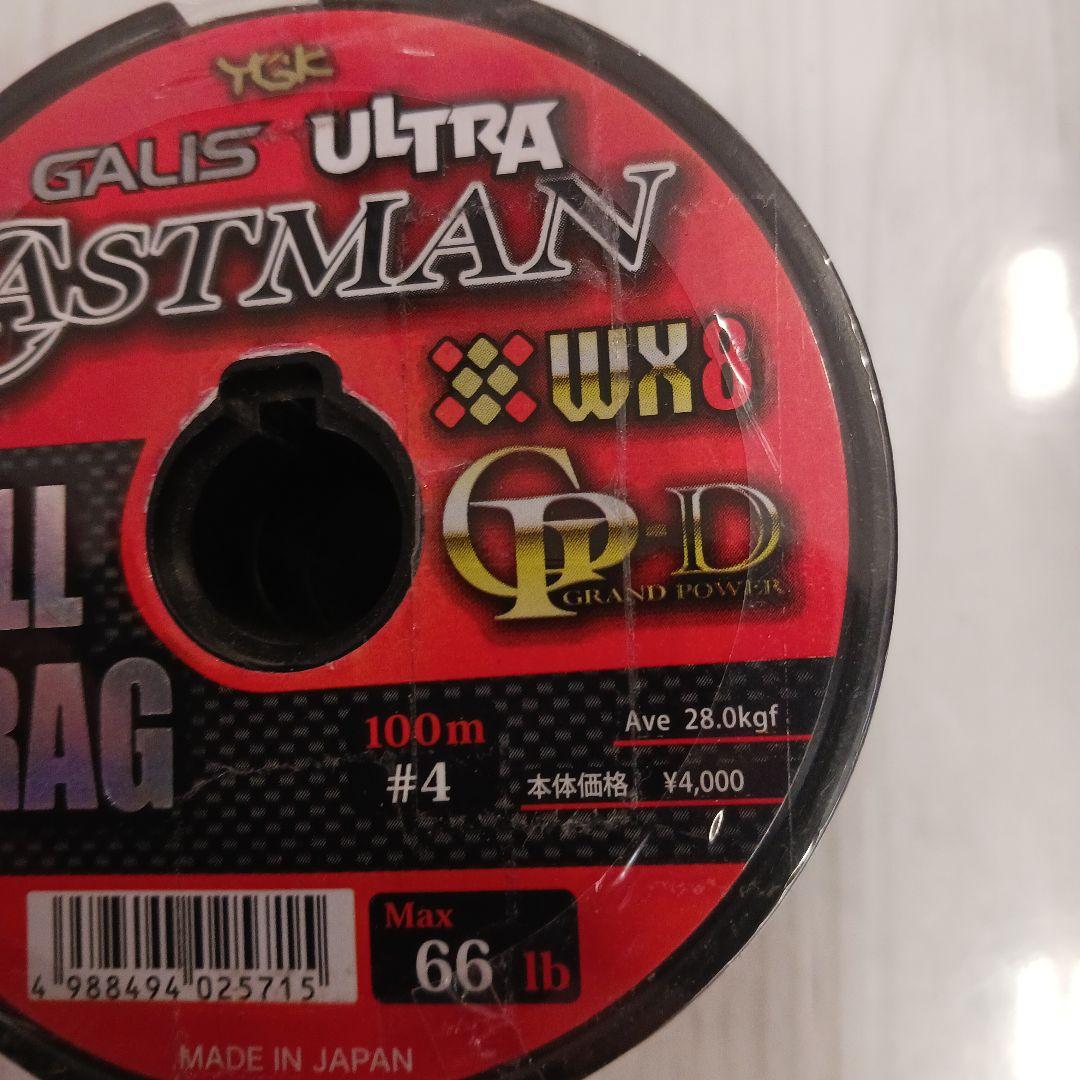 YGK
GALIS ULTRA
CASTMAN
WX8
GP-D
GRAND POWER
LL
RAG
100m
#4
Ave 28.0kgf
本体価格 ¥4,000
Max
66 lb
4 988494 025715
MADE IN JAPAN